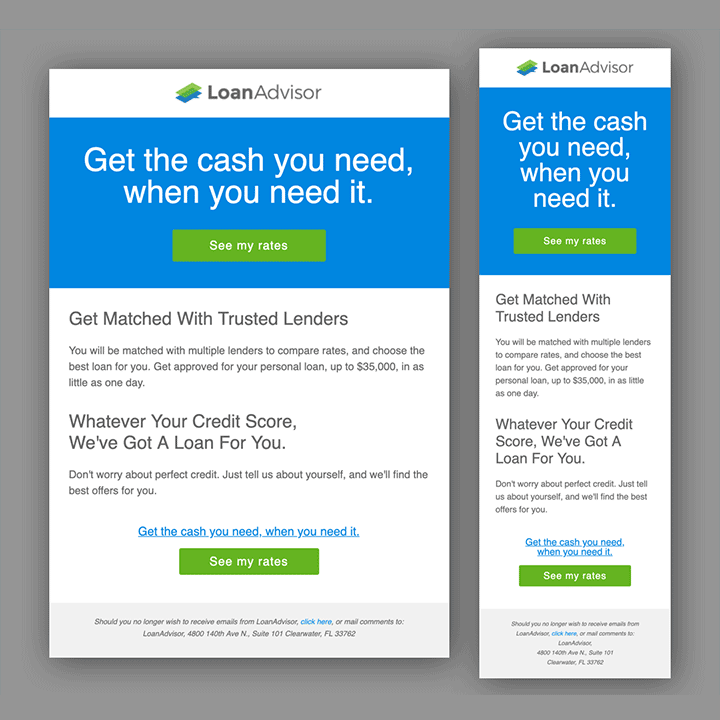 LoanAdvisor
Get the cash you need,
when you need it.
See my rates
Get Matched With Trusted Lenders
You will be matched with multiple lenders to compare rates, and choose the
best loan for you. Get approved for your personal loan, up to $35,000, in as
little as one day.
Whatever Your Credit Score,
We've Got A Loan For You.
Don't worry about perfect credit. Just tell us about yourself, and we'll find the
best offers for you.
Get the cash you need, when you need it.
See my rates
Should you no longer wish to receive emails from LoanAdvisor, click here, or mail comments to:
LoanAdvisor, 4800 140th Ave N., Suite 101 Clearwater, FL 33762
LoanAdvisor
Get the cash
you need,
when you
need it.
See my rates
Get Matched With
Trusted Lenders
You will be matched with multiple lenders
to compare rates, and choose the best
loan for you. Get approved for your
personal loan, up to $35,000, in as little
as one day.
Whatever Your Credit
Score, We've Got A
Loan For You.
Don't worry about perfect credit. Just tell
us about yourself, and we'll find the best
offers for you.
Get the cash you need,
when you need it.
See my rates
Should you no longer wish to receive emails from
LoanAdvisor, click here, or mail comments to:
LoanAdvisor,
4800 140th Ave N., Suite 101
Clearwater, FL 33762